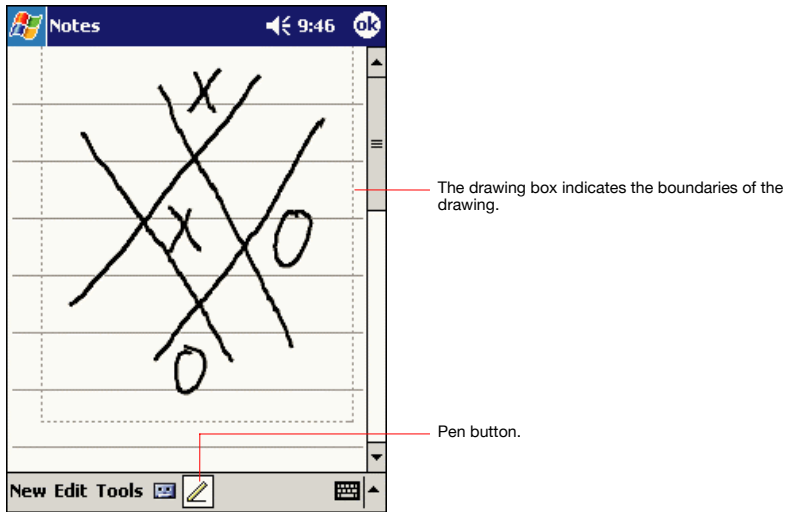 Notes 9:46 ok
X
X
O
O
The drawing box indicates the boundaries of the
drawing.
Pen button.
New Edit Tools